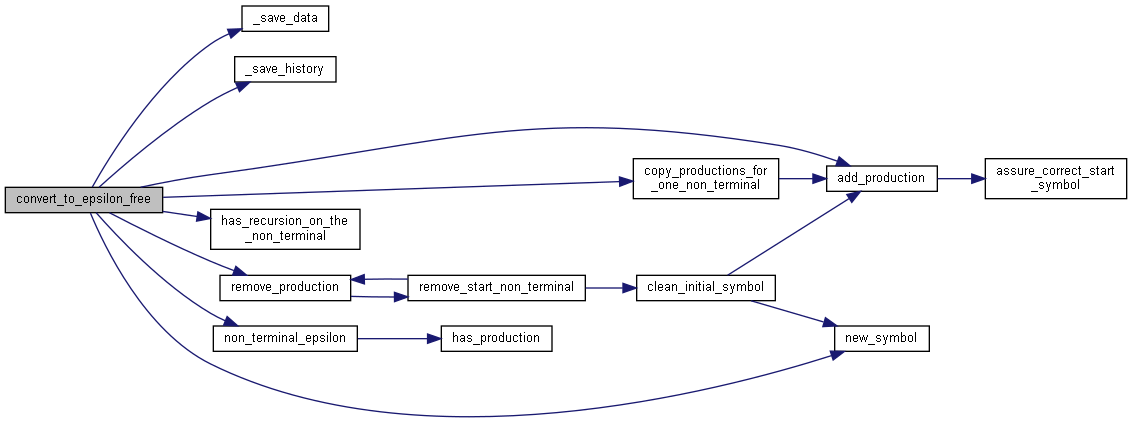 _save_data
_save_history
copy_productions_for
_one_non_terminal
add_production
assure_correct_start
_symbol
convert_to_epsilon_free
has_recursion_on_the
_non_terminal
remove_production
remove_start_non_terminal
clean_initial_symbol
non_terminal_epsilon
has_production
new_symbol